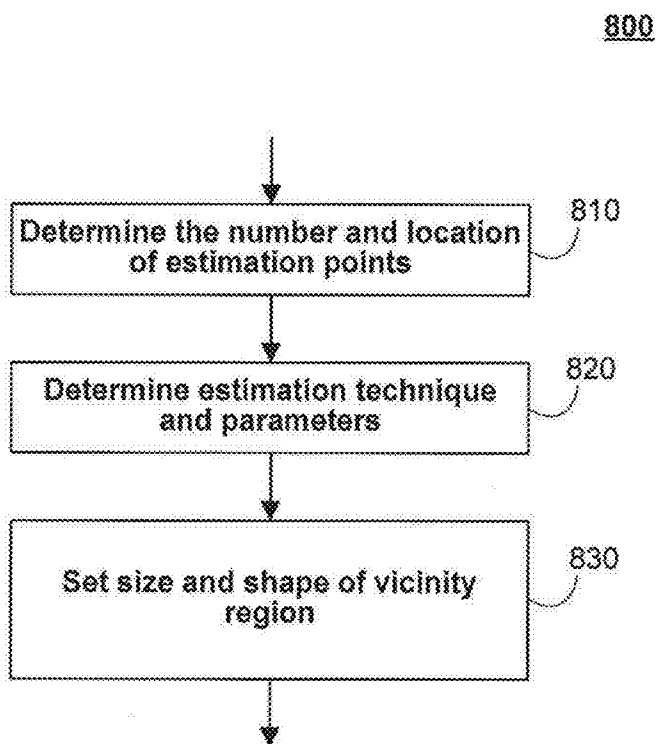 800
Determine the number and location
of estimation points
810
Determine estimation technique
and parameters
820
Set size and shape of vicinity
region
830